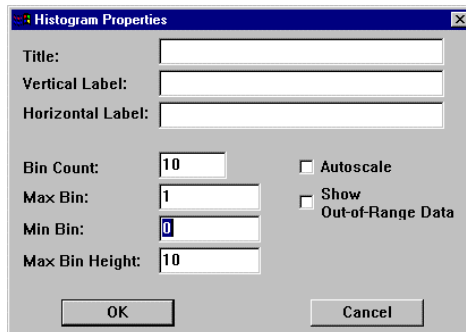 Histogram Properties
Title:
Vertical Label:
Horizontal Label:
Bin Count: 10
Autoscale
Max Bin: 1
Show
Out-of-Range Data
Min Bin: 0
Max Bin Height: 10
OK
Cancel